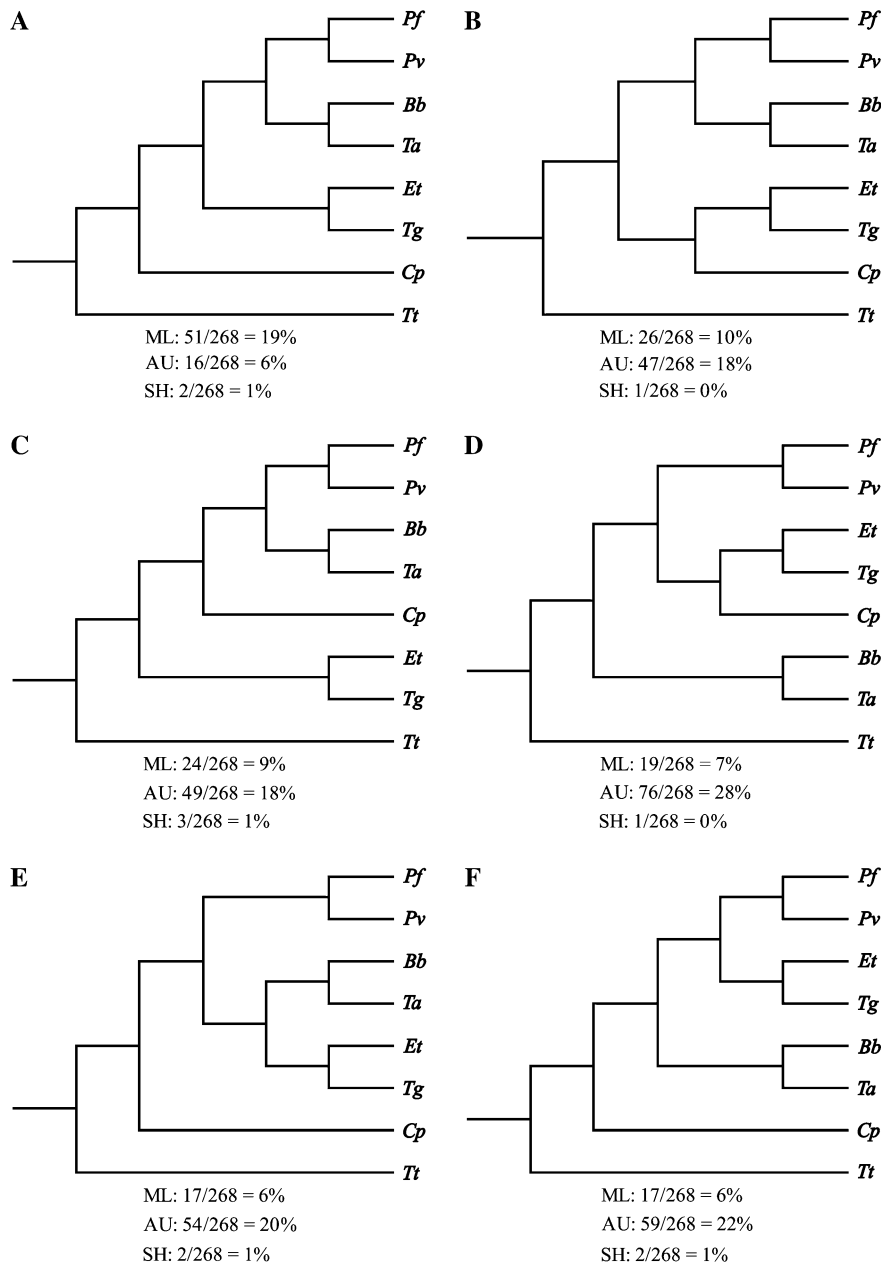 A
Pf
Pv
Bb
Ta
Et
Tg
Cp
Tt
ML: 51/268 = 19%
AU: 16/268 = 6%
SH: 2/268 = 1%
B
Pf
Pv
Bb
Ta
Et
Tg
Cp
Tt
ML: 26/268 = 10%
AU: 47/268 = 18%
SH: 1/268 = 0%
C
Pf
Pv
Bb
Ta
Cp
Et
Tg
Tt
ML: 24/268 = 9%
AU: 49/268 = 18%
SH: 3/268 = 1%
D
Pf
Pv
Et
Tg
Cp
Bb
Ta
Tt
ML: 19/268 = 7%
AU: 76/268 = 28%
SH: 1/268 = 0%
E
Pf
Pv
Bb
Ta
Et
Tg
Cp
Tt
ML: 17/268 = 6%
AU: 54/268 = 20%
SH: 2/268 = 1%
F
Pf
Pv
Et
Tg
Bb
Ta
Cp
Tt
ML: 17/268 = 6%
AU: 59/268 = 22%
SH: 2/268 = 1%